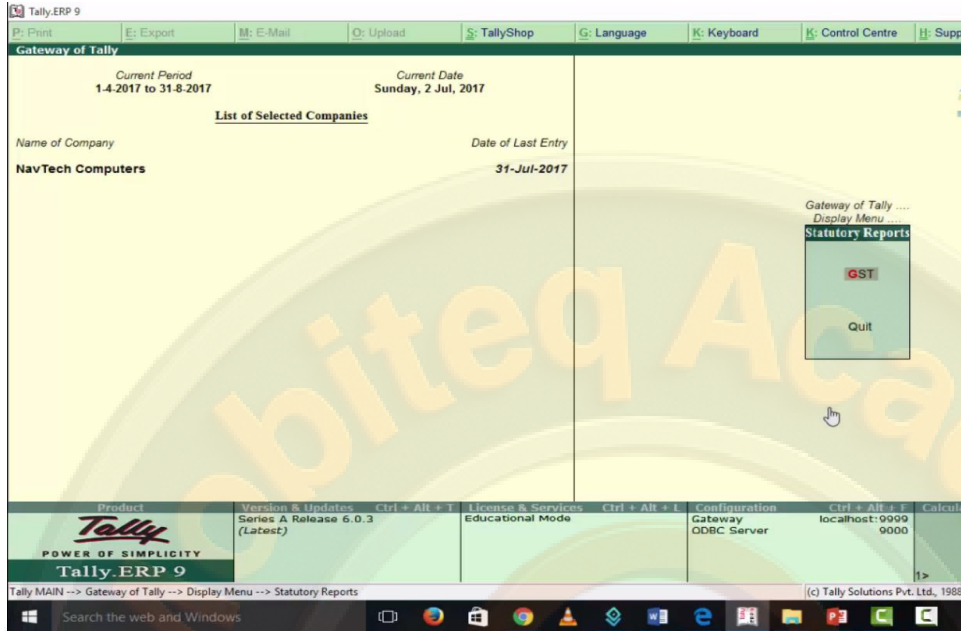 Tally.ERP 9
P: Print E: Export M: E-Mail O: Upload S: TallyShop G: Language K: Keyboard K: Control Centre H: Supp
Gateway of Tally
Current Period Current Date
1-4-2017 to 31-8-2017 Sunday, 2 Jul, 2017
List of Selected Companies
Name of Company Date of Last Entry
NavTech Computers 31-Jul-2017
Gateway of Tally ....
Display Menu ....
Statutory Reports
GST
Quit
obiteq Aca
Product Version & Updates Ctrl + Alt + T License & Services Ctrl + Alt + L Configuration Ctrl + Alt + F Calcul
Tally Series A Release 6.0.3 Educational Mode Gateway localhost:9999
(Latest) ODBC Server 9000
POWER OF SIMPLICITY
Tally.ERP 9
1>
Tally MAIN --> Gateway of Tally --> Display Menu --> Statutory Reports (c) Tally Solutions Pvt. Ltd., 1988
Search the web and Windows